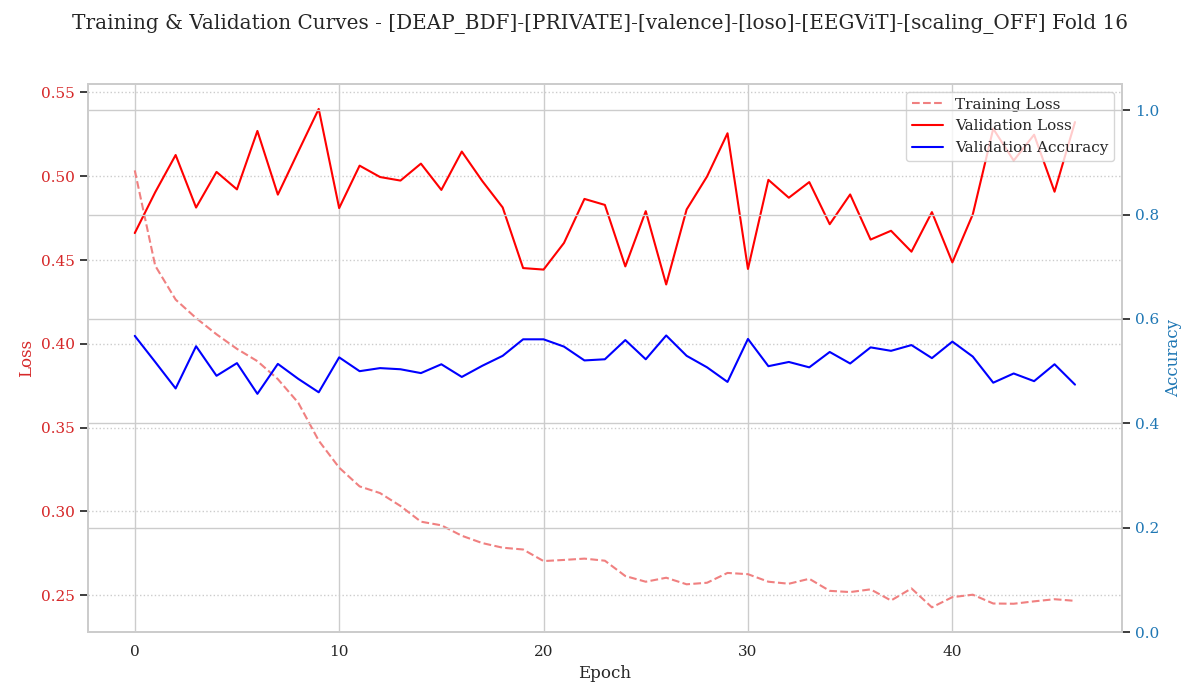 Training & Validation Curves - [DEAP_BDF]-[PRIVATE]-[valence]-[loso]-[EEGViT]-[scaling_OFF] Fold 16
Training Loss
Validation Loss
Validation Accuracy
0.55
0.50
0.45
0.40
0.35
0.30
0.25
Loss
1.0
0.8
0.6
0.4
0.2
0.0
Accuracy
0
10
20
30
40
Epoch